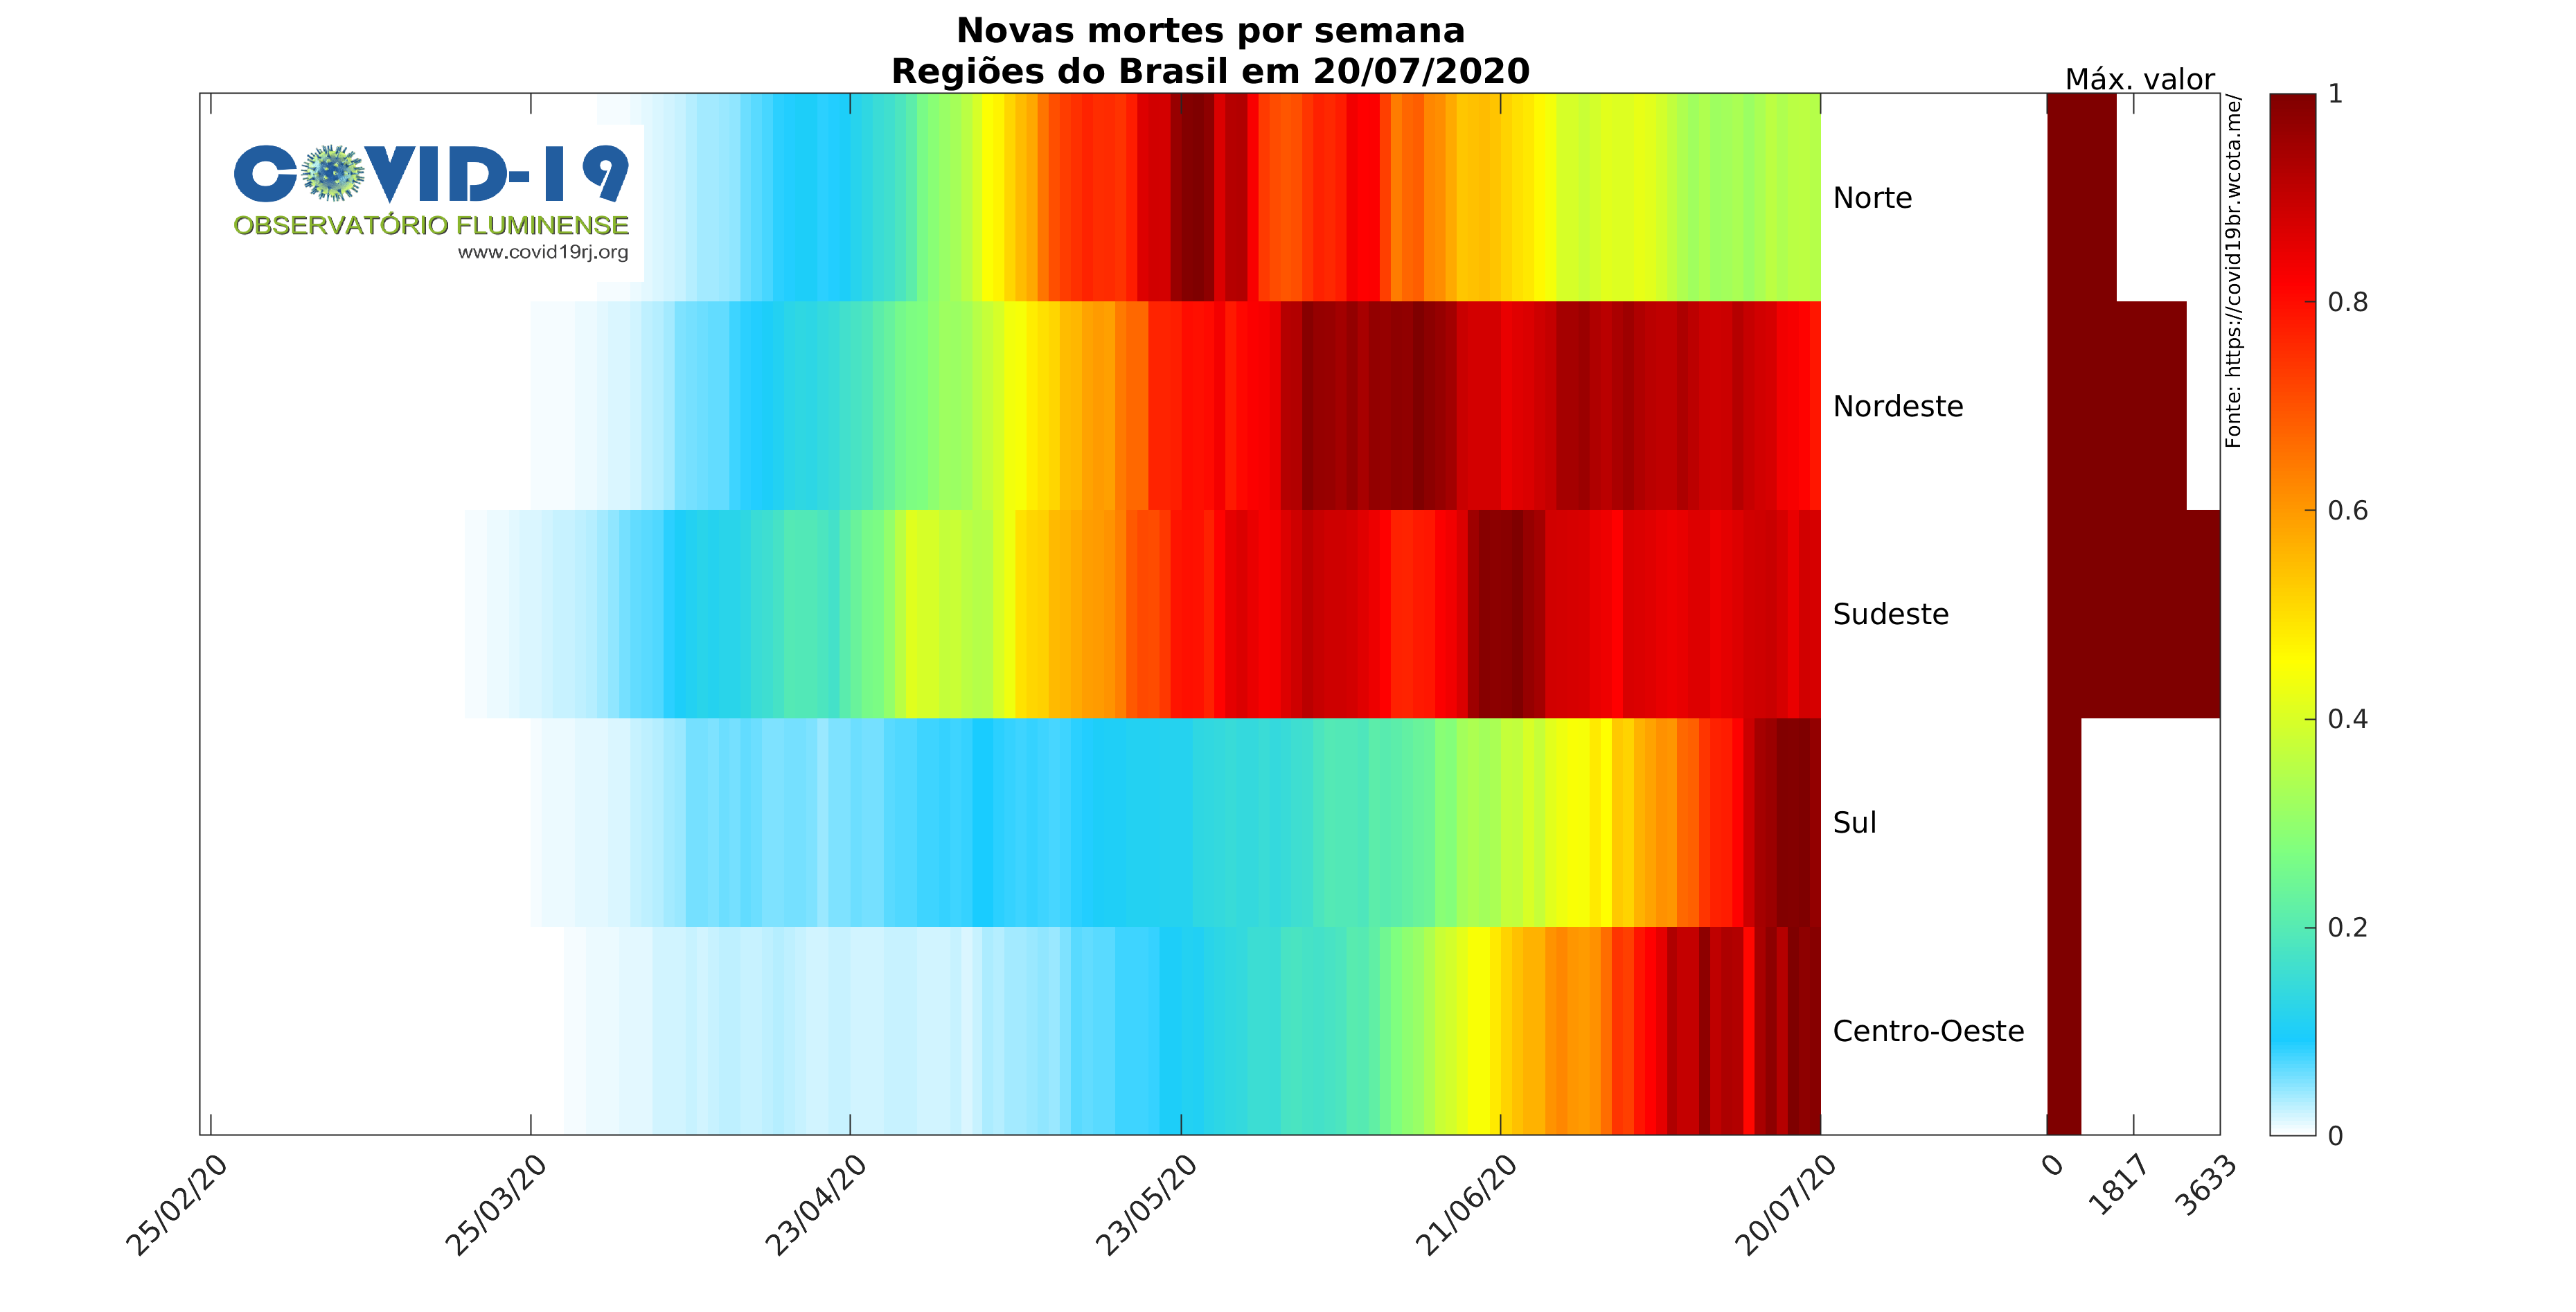 Novas mortes por semana
Regiões do Brasil em 20/07/2020
Máx. valor
COVID-19
OBSERVATÓRIO FLUMINENSE
www.covid19rj.org
Norte
Nordeste
Sudeste
Sul
Centro-Oeste
Fonte: https://covid19br.wcota.me/
1
0.8
0.6
0.4
0.2
0
25/02/20
25/03/20
23/04/20
23/05/20
21/06/20
20/07/20
0
1817
3633